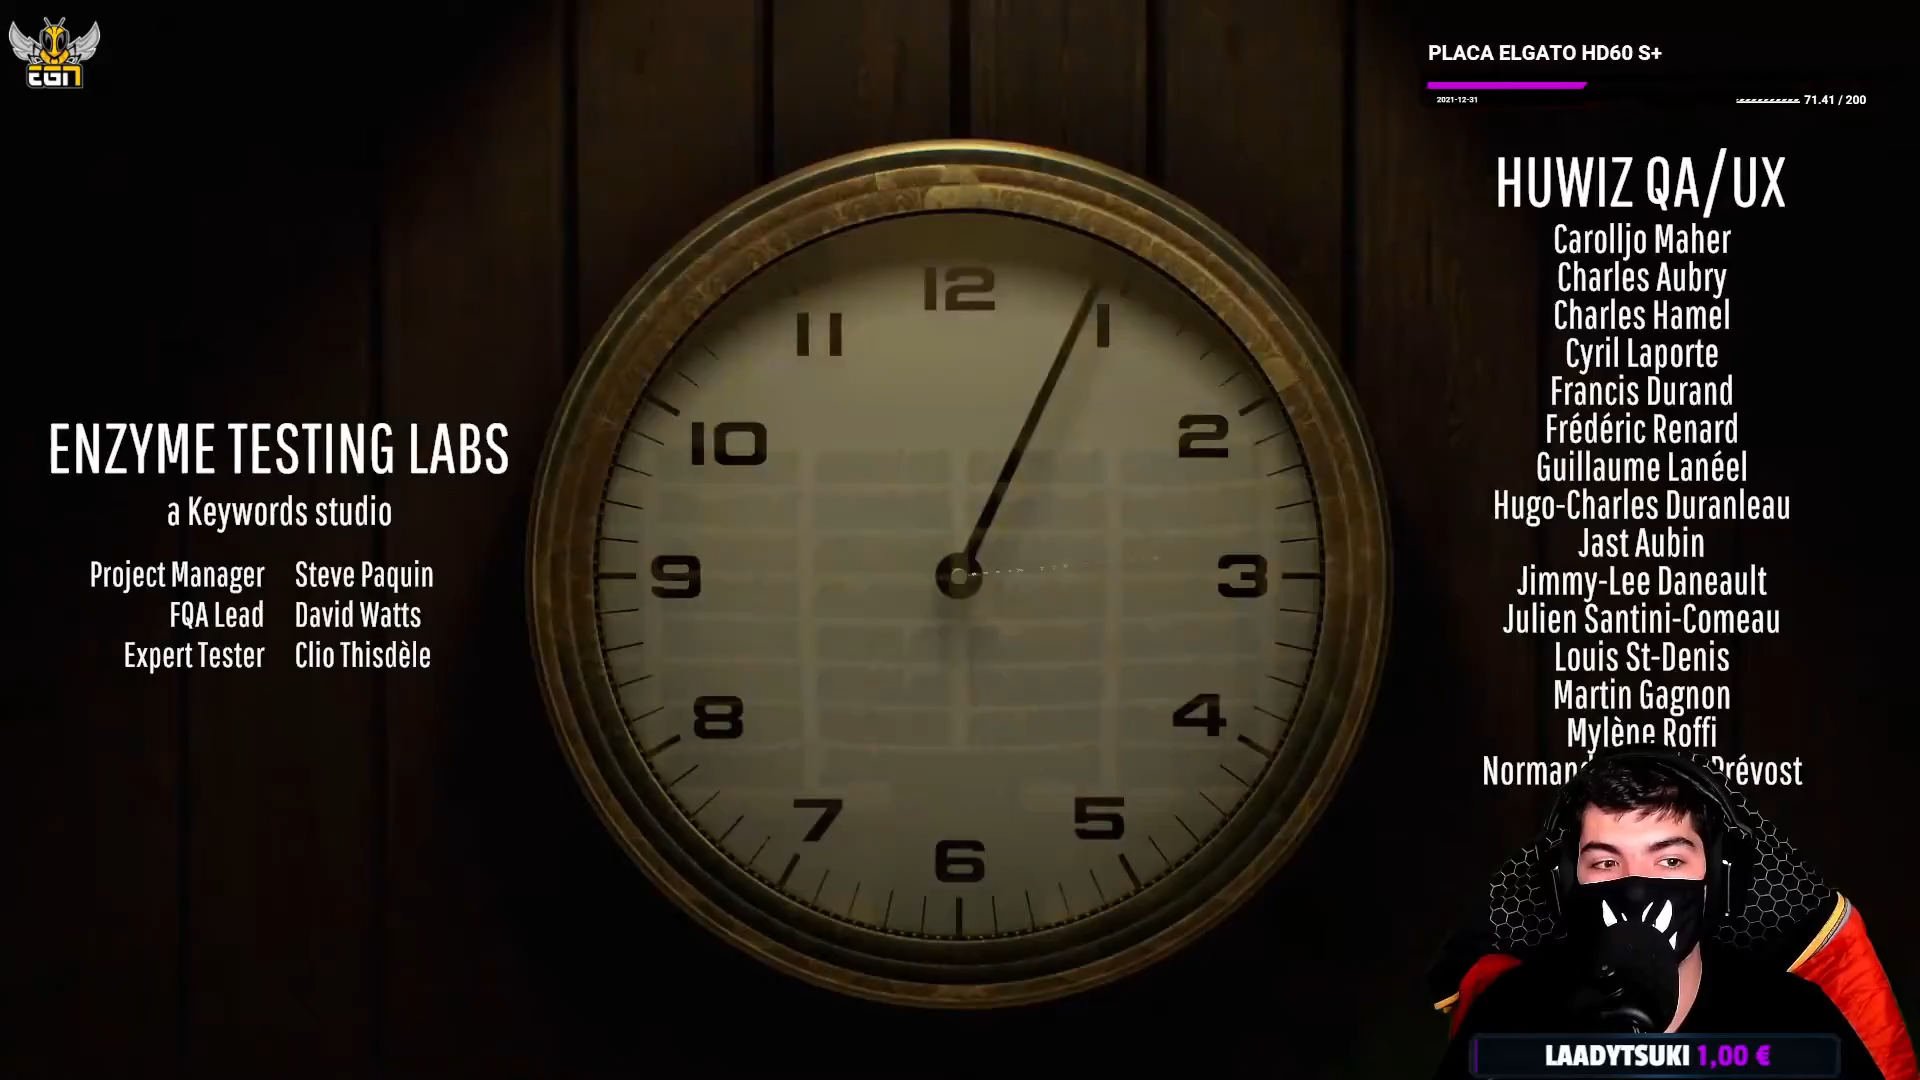 EGN
PLACA ELGATO HD60 S+
2021-12-31
71.41 / 200
ENZYME TESTING LABS
a Keywords studio
Project Manager Steve Paquin
FQA Lead David Watts
Expert Tester Clio Thisdèle
12
11
1
10
2
9
3
8
4
7
5
6
HUWIZ QA/UX
Carolljo Maher
Charles Aubry
Charles Hamel
Cyril Laporte
Francis Durand
Frédéric Renard
Guillaume Lanéel
Hugo-Charles Duranleau
Jast Aubin
Jimmy-Lee Daneault
Julien Santini-Comeau
Louis St-Denis
Martin Gagnon
Mylène Roffi
LAADYTSUKI 1,00 €